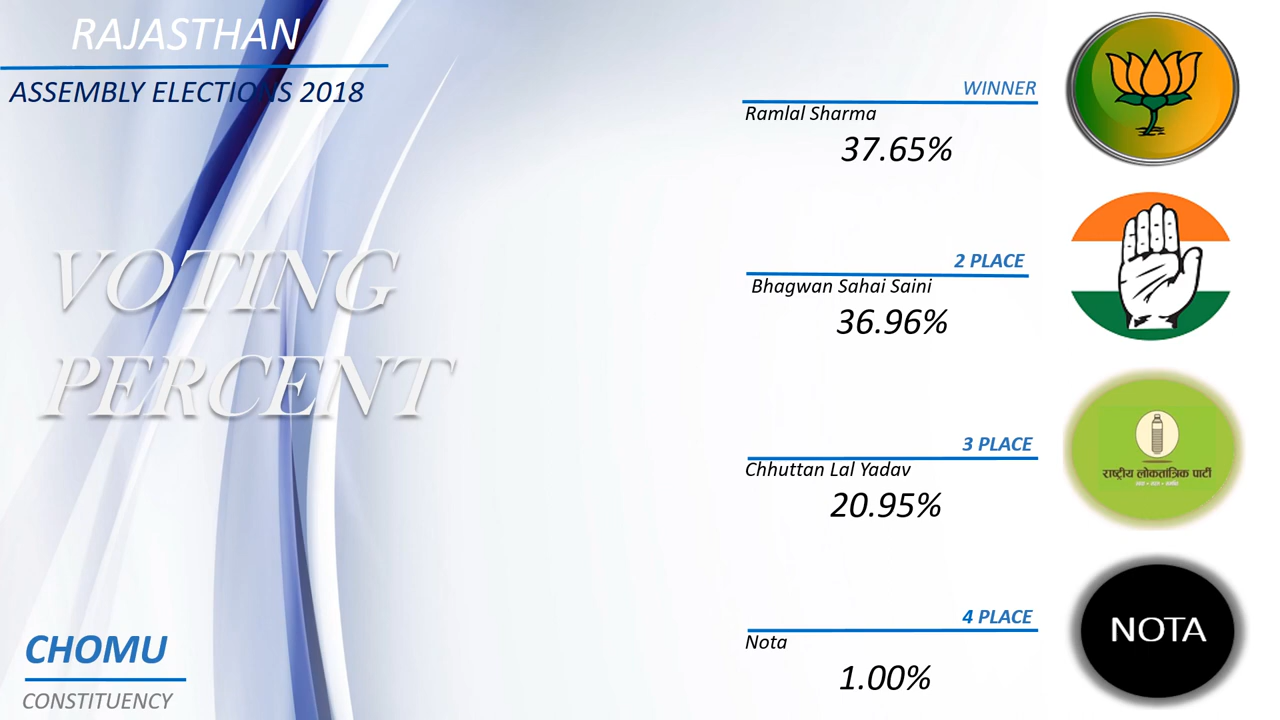 RAJASTHAN
ASSEMBLY ELECTIONS 2018
VOTING
PERCENT
CHOMU
CONSTITUENCY
WINNER
Ramlal Sharma
37.65%
2 PLACE
Bhagwan Sahai Saini
36.96%
3 PLACE
Chhuttan Lal Yadav
20.95%
राष्ट्रीय लोकतांत्रिक पार्टी
4 PLACE
Nota
1.00%
NOTA